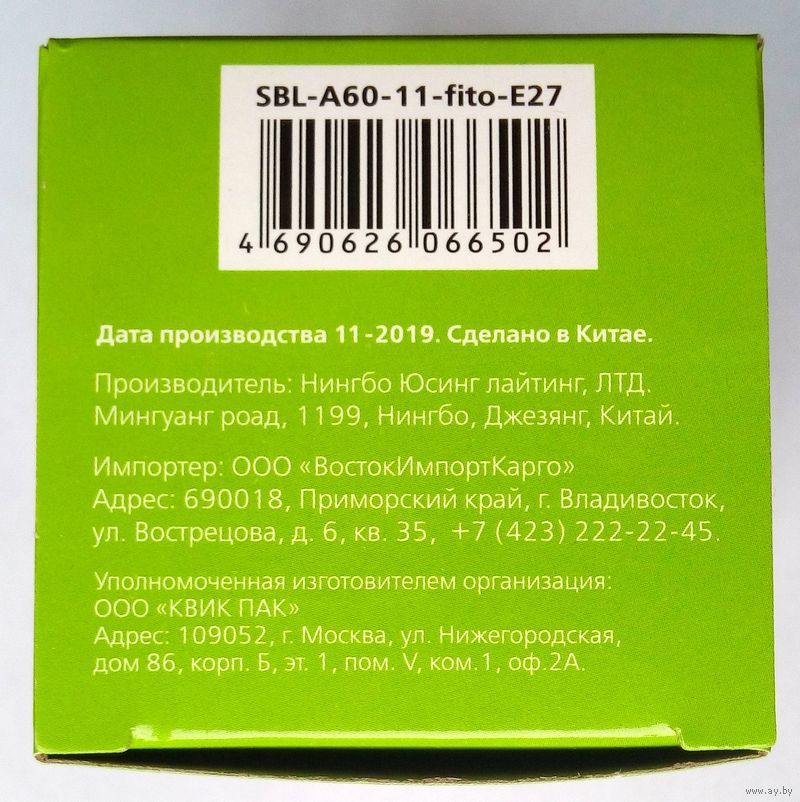 SBL-A60-11-fito-E27
4 690626 066502
Дата производства 11-2019. Сделано в Китае.
Производитель: Нингбо Юсинг лайтинг, ЛТД.
Мингуанг роад, 1199, Нингбо, Джезянг, Китай.
Импортер: ООО «ВостокИмпортКарго»
Адрес: 690018, Приморский край, г. Владивосток,
ул. Вострецова, д. 6, кв. 35, +7 (423) 222-22-45.
Уполномоченная изготовителем организация:
ООО «КВИК ПАК»
Адрес: 109052, г. Москва, ул. Нижегородская,
дом 86, корп. Б, эт. 1, пом. V, ком.1, оф.2А.
www.ay.by